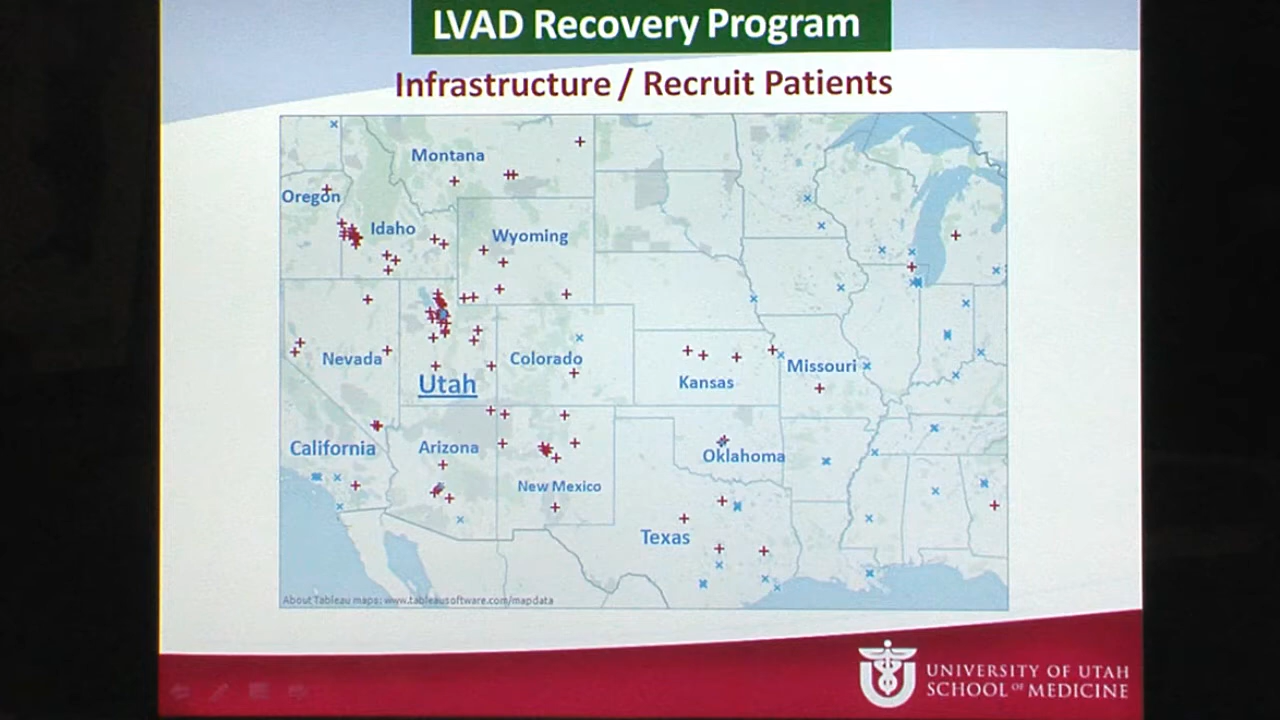 LVAD Recovery Program
Infrastructure / Recruit Patients
Montana
Oregon
Idaho
Wyoming
Nevada
Utah
Colorado
Kansas
Missouri
California
Arizona
New Mexico
Oklahoma
Texas
About Tableau maps: www.tableausoftware.com/mapdata
UNIVERSITY OF UTAH
SCHOOL OF MEDICINE